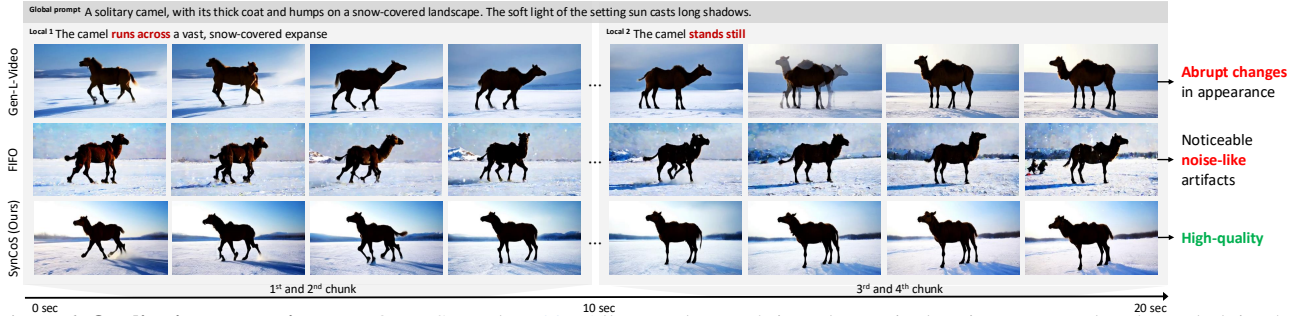 Global prompt A solitary camel, with its thick coat and humps on a snow-covered landscape. The soft light of the setting sun casts long shadows.
Local 1 The camel runs across a vast, snow-covered expanse
Local 2 The camel stands still
Gen-L-Video
...
Abrupt changes
in appearance
FIFO
...
Noticeable
noise-like
artifacts
SynCoS (Ours)
...
High-quality
1st and 2nd chunk
3rd and 4th chunk
0 sec
10 sec
20 sec